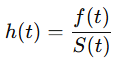 h(t) = f(t) / S(t)